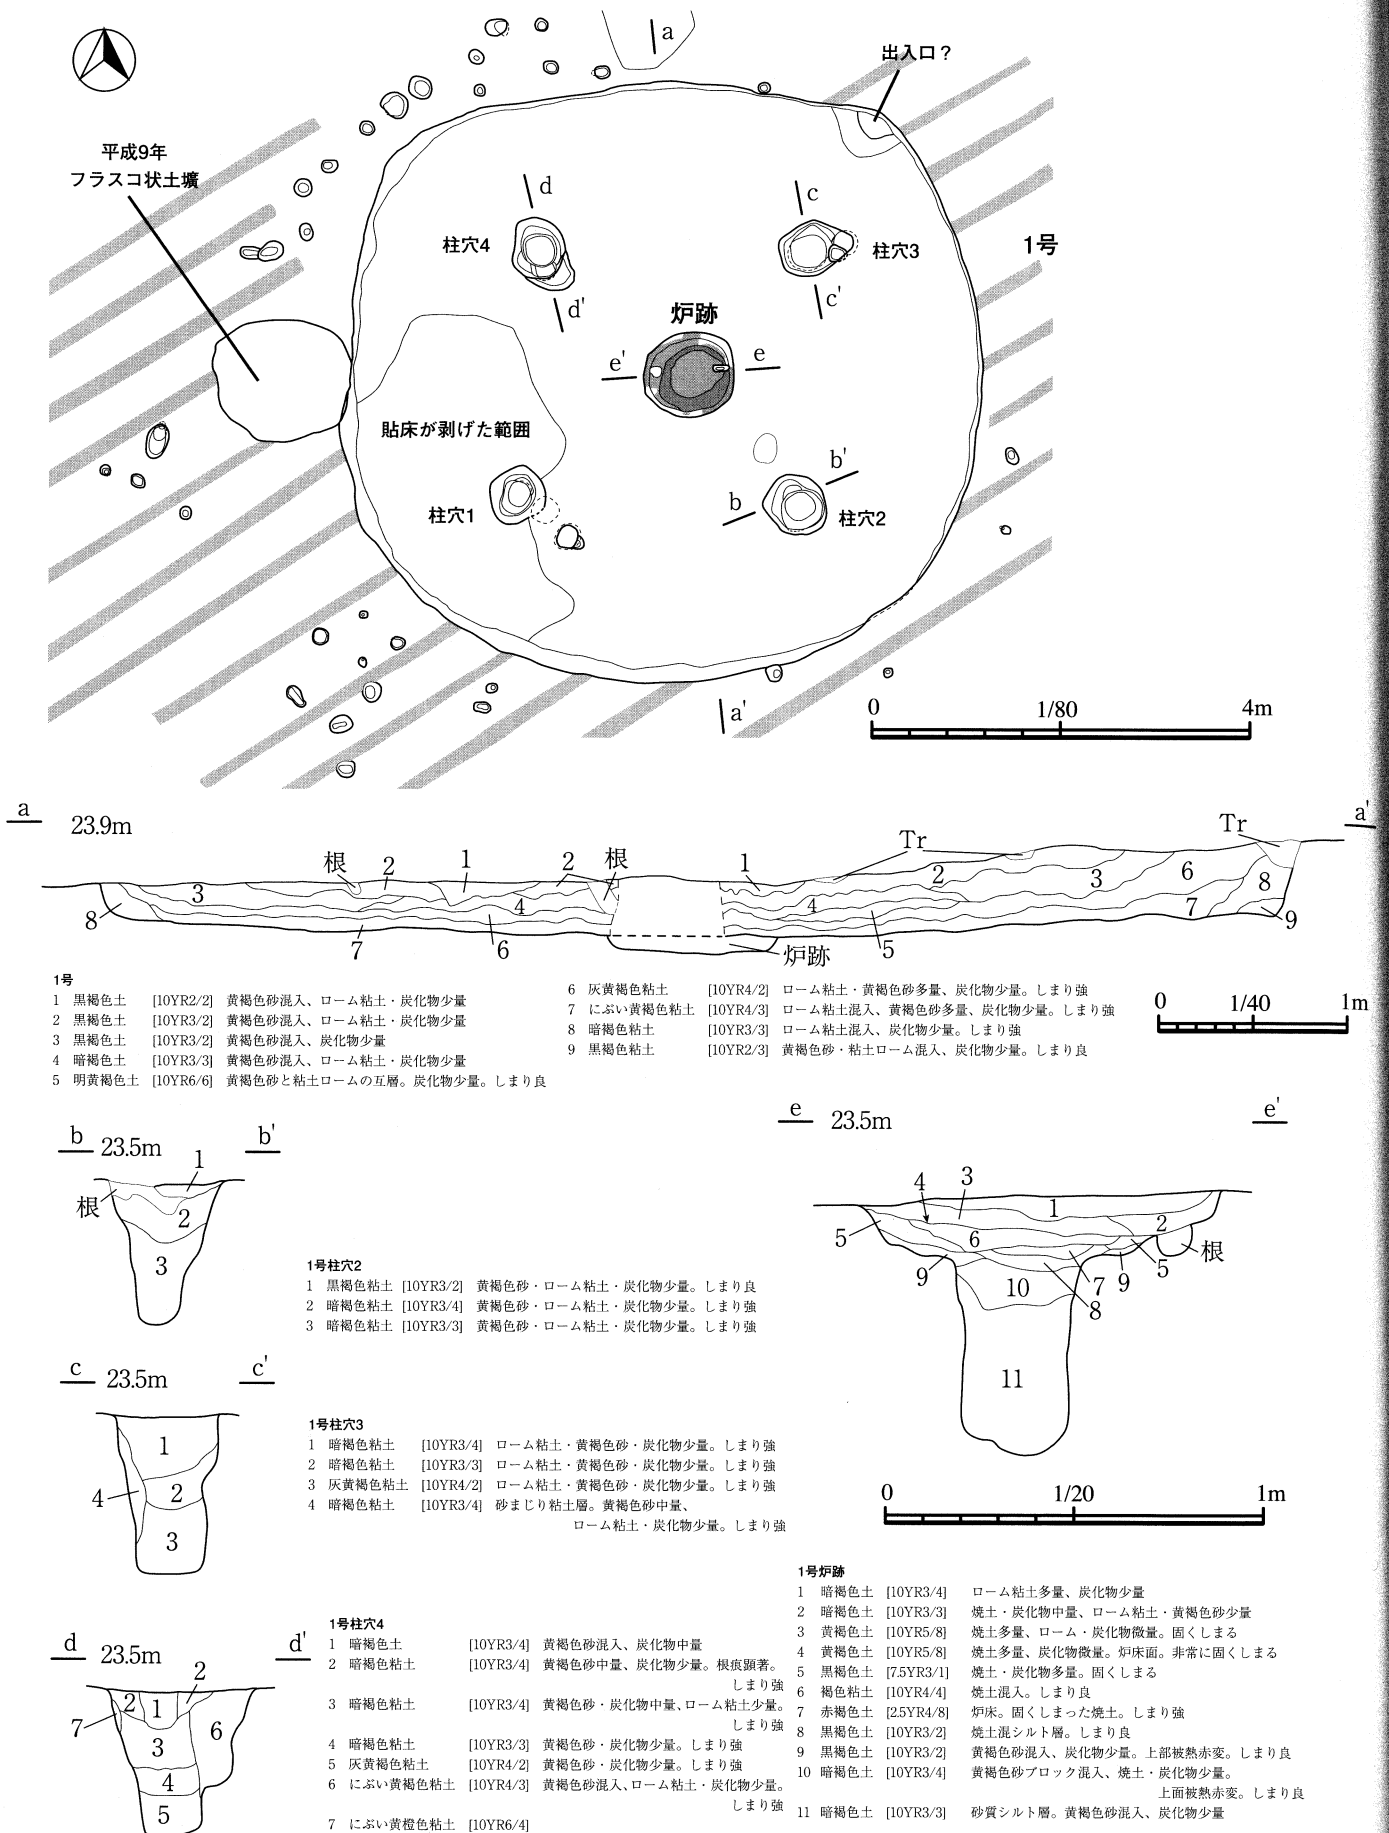 a
出入口？
平成9年
フラスコ状土壙
d
c
柱穴4
柱穴3
1号
d'
c'
炉跡
e'
e
貼床が剥げた範囲
b'
b
柱穴1
柱穴2
a'
0 1/80 4m
a
23.9m
a'
Tr
Tr
根
2
1
2
根
1
3
4
2
3
6
8
4
8
7
6
炉跡
5
7
9
1号
1 黒褐色土 [10YR2/2] 黄褐色砂混入、ローム粘土・炭化物少量
2 黒褐色土 [10YR3/2] 黄褐色砂混入、ローム粘土・炭化物少量
3 黒褐色土 [10YR3/2] 黄褐色砂混入、炭化物少量
4 暗褐色土 [10YR3/3] 黄褐色砂混入、ローム粘土・炭化物少量
5 明黄褐色土 [10YR6/6] 黄褐色砂と粘土ロームの互層。炭化物少量。しまり良
6 灰黄褐色粘土 [10YR4/2] ローム粘土・黄褐色砂多量、炭化物少量。しまり強
7 にぶい黄褐色粘土 [10YR4/3] ローム粘土混入、黄褐色砂多量、炭化物少量。しまり強
8 暗褐色粘土 [10YR3/3] ローム粘土混入、炭化物少量。しまり強
9 黒褐色粘土 [10YR2/3] 黄褐色砂・粘土ローム混入、炭化物少量。しまり良
0 1/40 1m
b 23.5m b'
1
根
2
3
1号柱穴2
1 黒褐色粘土 [10YR3/2] 黄褐色砂・ローム粘土・炭化物少量。しまり良
2 暗褐色粘土 [10YR3/4] 黄褐色砂・ローム粘土・炭化物少量。しまり強
3 暗褐色粘土 [10YR3/3] 黄褐色砂・ローム粘土・炭化物少量。しまり強
e 23.5m e'
4
3
1
5
6
2
根
9
10
7
9
5
8
11
0 1/20 1m
c 23.5m c'
1
4
2
3
1号柱穴3
1 暗褐色粘土 [10YR3/4] ローム粘土・黄褐色砂・炭化物少量。しまり強
2 暗褐色粘土 [10YR3/3] ローム粘土・黄褐色砂・炭化物少量。しまり強
3 灰黄褐色粘土 [10YR4/2] ローム粘土・黄褐色砂・炭化物少量。しまり強
4 暗褐色粘土 [10YR3/4] 砂まじり粘土層。黄褐色砂中量、
ローム粘土・炭化物少量。しまり強
d 23.5m d'
2
2
1
7
6
3
4
5
1号柱穴4
1 暗褐色土 [10YR3/4] 黄褐色砂混入、炭化物中量
2 暗褐色粘土 [10YR3/4] 黄褐色砂中量、炭化物少量。根痕顕著。
しまり強
3 暗褐色粘土 [10YR3/4] 黄褐色砂・炭化物中量、ローム粘土少量。
しまり強
4 暗褐色粘土 [10YR3/3] 黄褐色砂・炭化物少量。しまり強
5 灰黄褐色粘土 [10YR4/2] 黄褐色砂・炭化物少量。しまり強
6 にぶい黄褐色粘土 [10YR4/3] 黄褐色砂混入、ローム粘土・炭化物少量。
しまり強
7 にぶい黄橙色粘土 [10YR6/4]
1号炉跡
1 暗褐色土 [10YR3/4] ローム粘土多量、炭化物少量
2 暗褐色土 [10YR3/3] 焼土・炭化物中量、ローム粘土・黄褐色砂少量
3 黄褐色土 [10YR5/8] 焼土多量、ローム・炭化物微量。固くしまる
4 黄褐色土 [10YR5/8] 焼土多量、炭化物微量。炉床面。非常に固くしまる
5 黒褐色土 [7.5YR3/1] 焼土・炭化物多量。固くしまる
6 褐色粘土 [10YR4/4] 焼土混入。しまり良
7 赤褐色土 [2.5YR4/8] 炉床。固くしまった焼土。しまり強
8 黒褐色土 [10YR3/2] 焼土混シルト層。しまり良
9 黒褐色土 [10YR3/2] 黄褐色砂混入、炭化物少量。上部被熱赤変。しまり良
10 暗褐色土 [10YR3/4] 黄褐色砂ブロック混入、焼土・炭化物少量。
上面被熱赤変。しまり良
11 暗褐色土 [10YR3/3] 砂質シルト層。黄褐色砂混入、炭化物少量